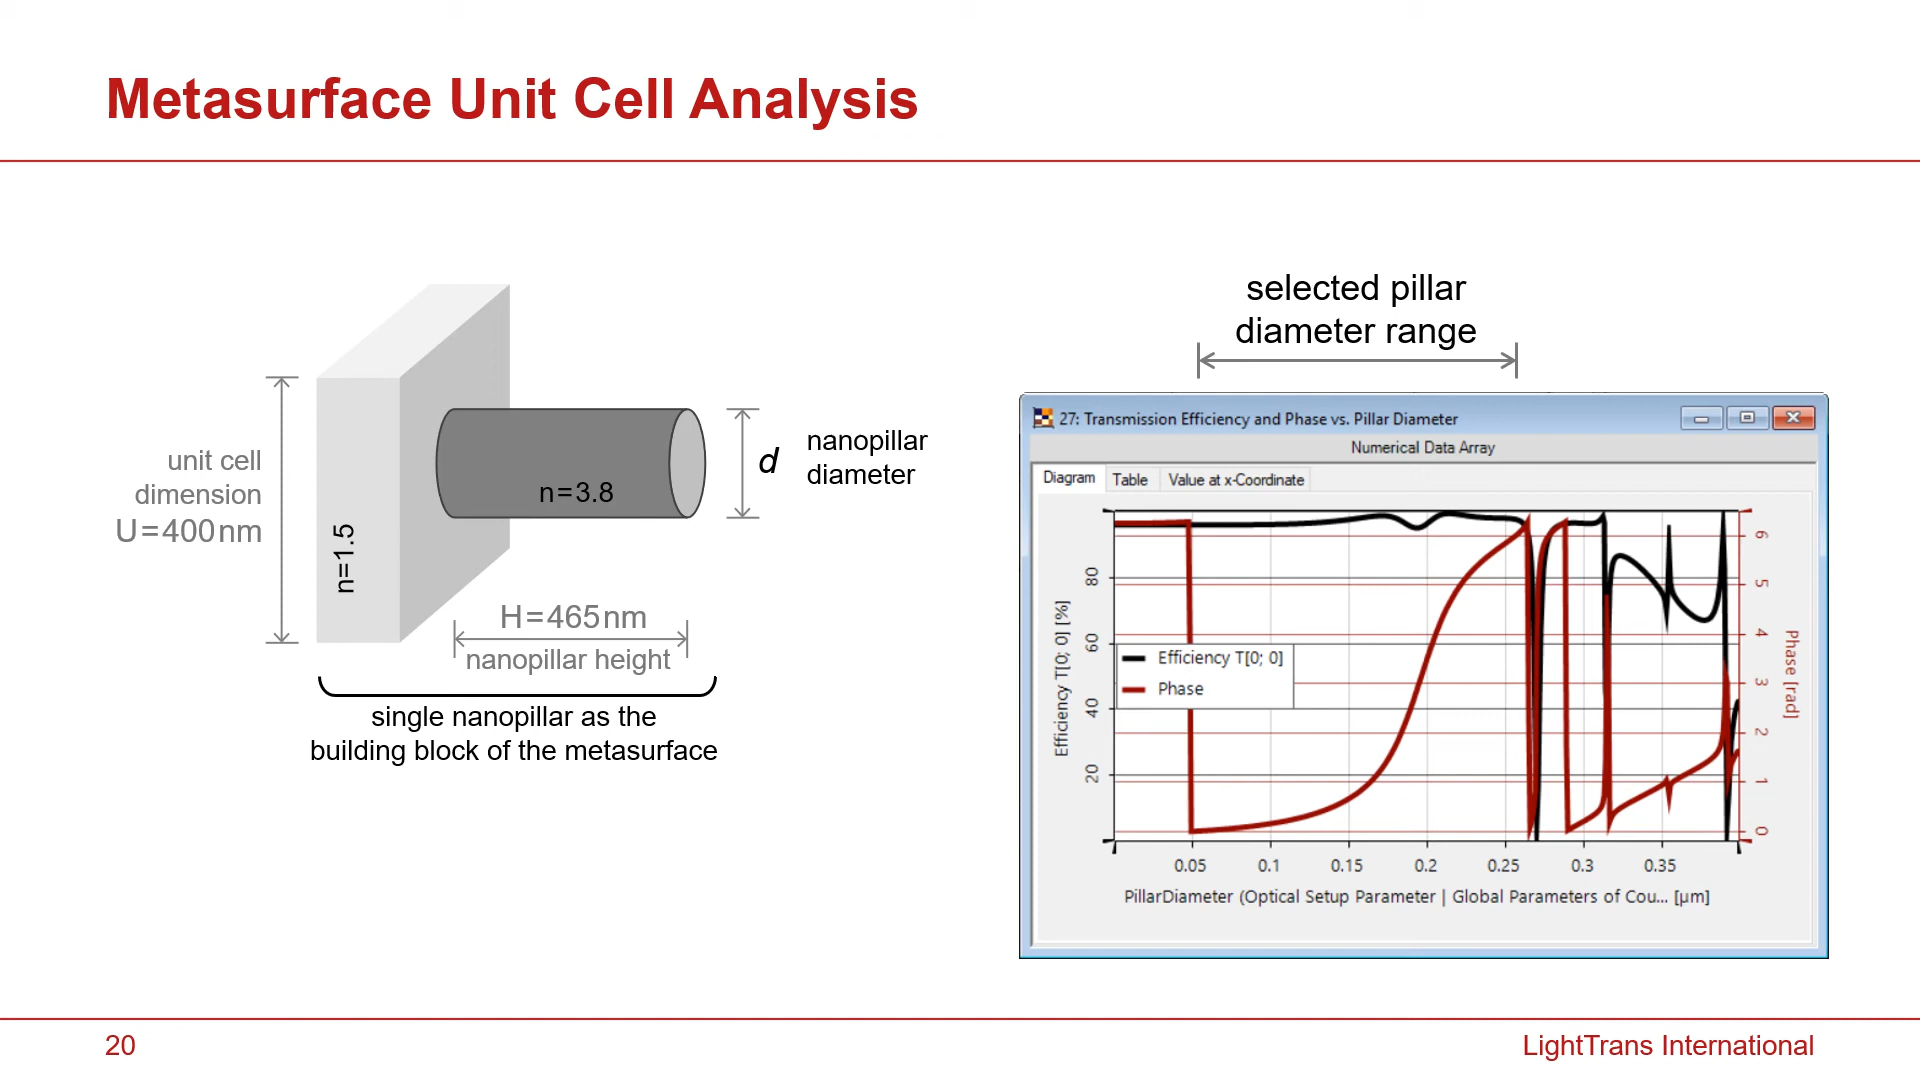 Metasurface Unit Cell Analysis
unit cell
dimension
U=400nm
n=1.5
n=3.8
d
nanopillar
diameter
H=465nm
nanopillar height
single nanopillar as the
building block of the metasurface
selected pillar
diameter range
27: Transmission Efficiency and Phase vs. Pillar Diameter
Numerical Data Array
Diagram Table Value at x-Coordinate
Efficiency T[0; 0] [%]
80
60
40
20
Efficiency T[0; 0]
Phase
6
5
4
3
2
1
0
Phase [rad]
0.05 0.1 0.15 0.2 0.25 0.3 0.35
PillarDiameter (Optical Setup Parameter | Global Parameters of Cou... [µm]
20
LightTrans International